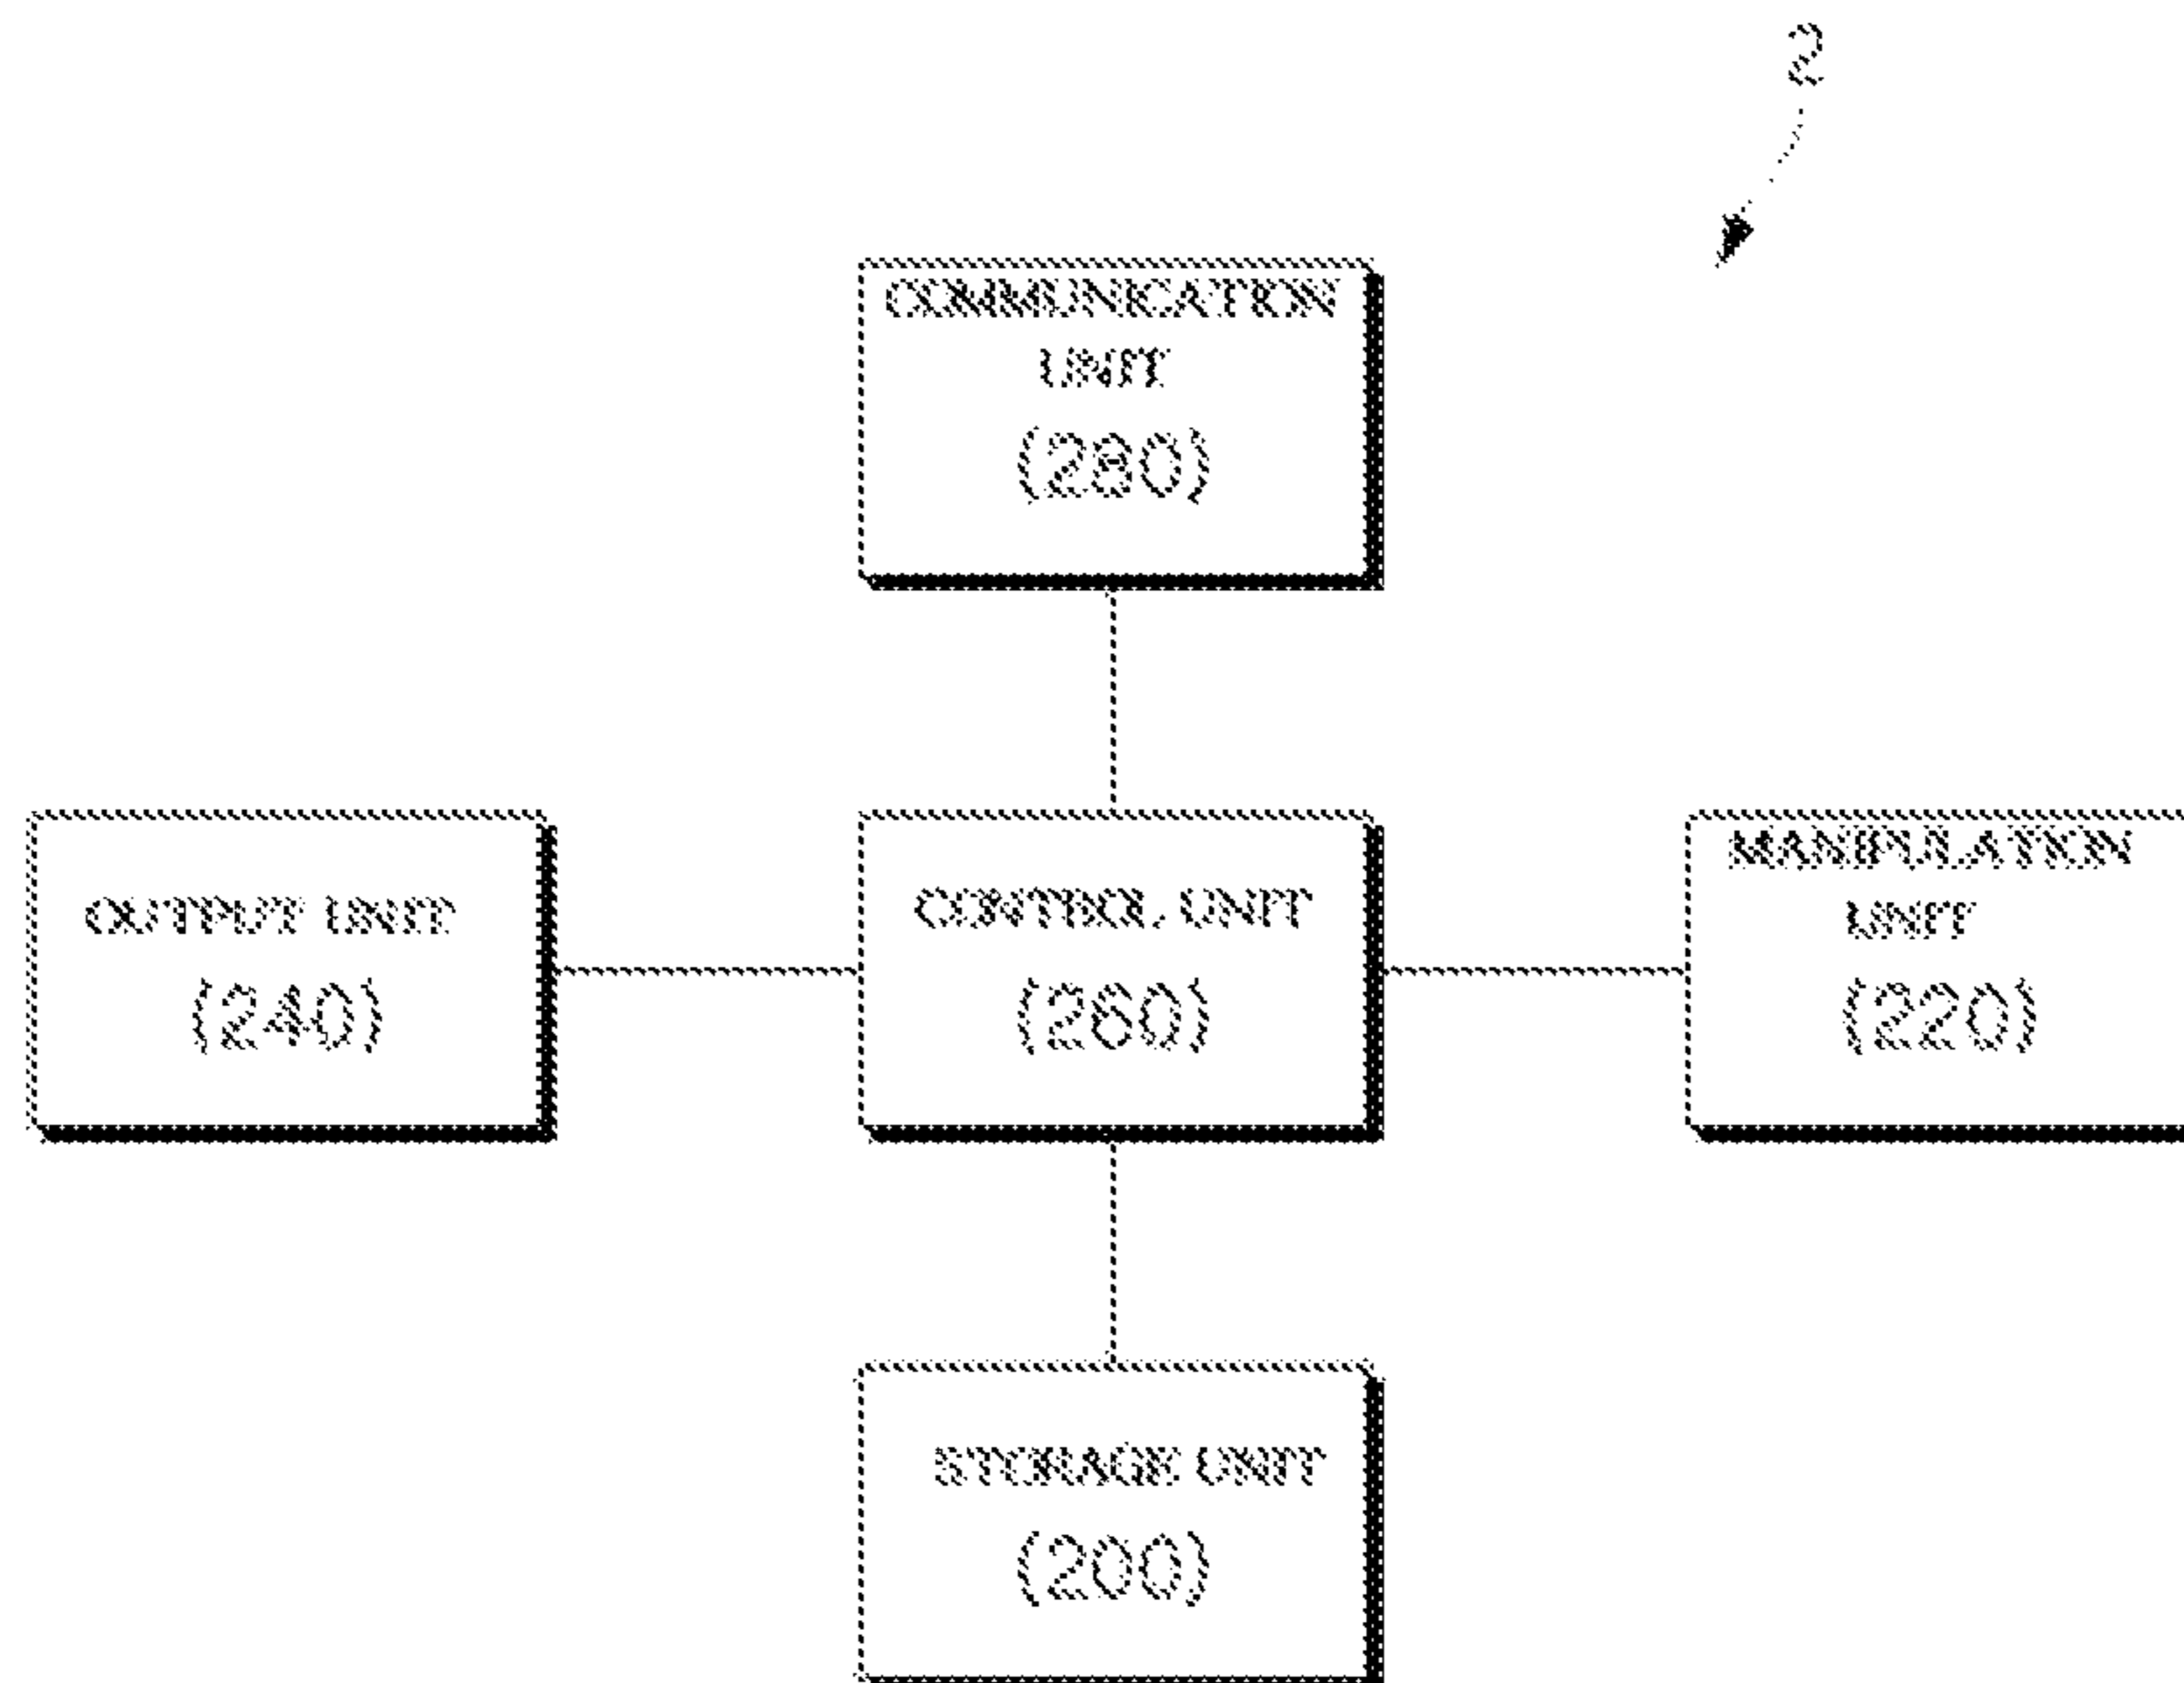 2
COMMUNICATION
UNIT
(280)
OUTPUT UNIT
(240)
CONTROL UNIT
(260)
MANIPULATION
UNIT
(220)
STORAGE UNIT
(200)